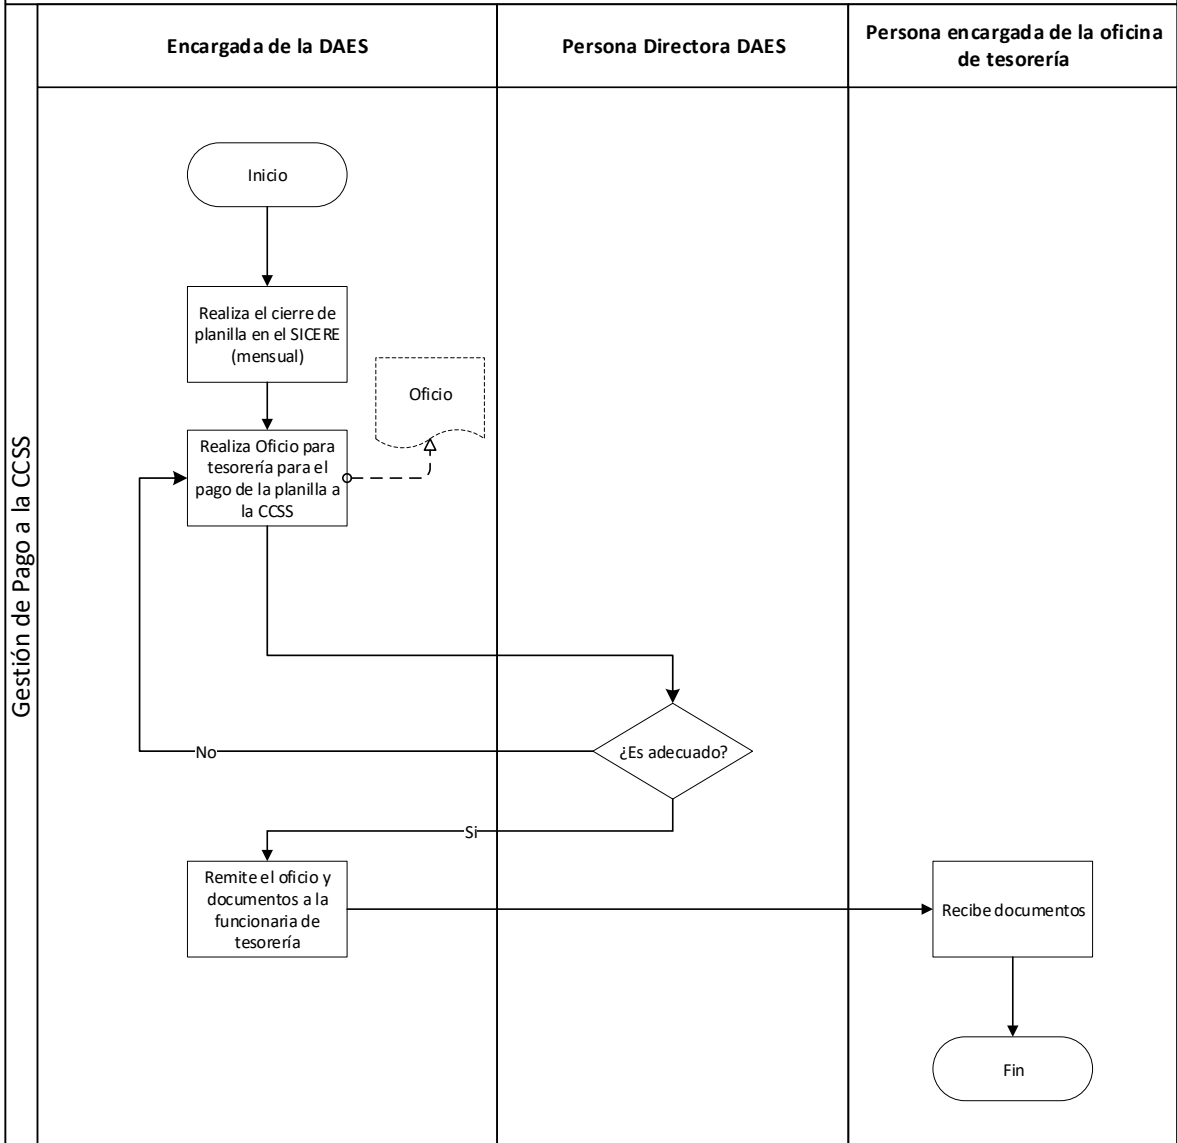 Encargada de la DAES
Persona Directora DAES
Persona encargada de la oficina
de tesorería
Gestión de Pago a la CCSS
Inicio
Realiza el cierre de
planilla en el SICERE
(mensual)
Oficio
Realiza Oficio para
tesorería para el
pago de la planilla a
la CCSS
¿Es adecuado?
No
Si
Remite el oficio y
documentos a la
funcionaria de
tesorería
Recibe documentos
Fin